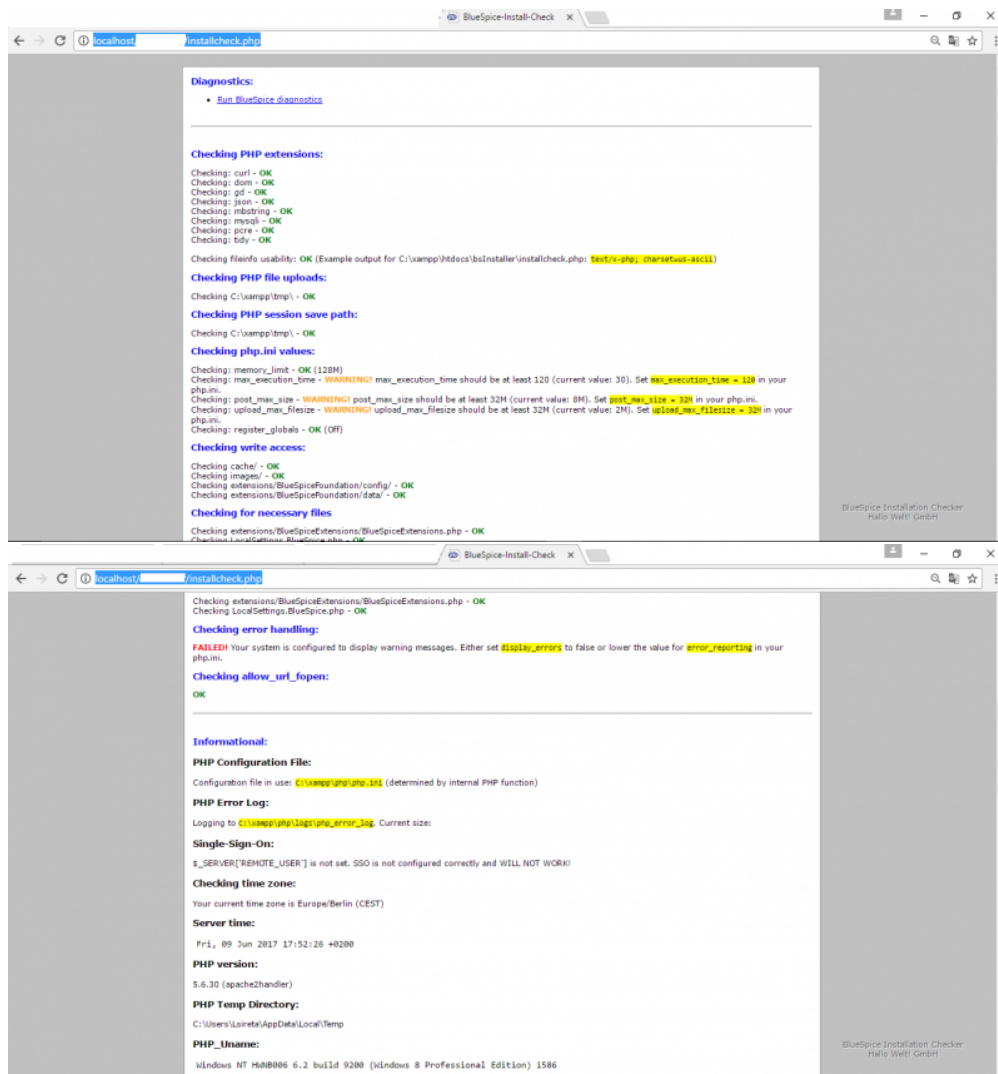 BlueSpice-Install-Check
localhost/ /installcheck.php
Diagnostics:
Run BlueSpice diagnostics
Checking PHP extensions:
Checking: curl - OK
Checking: dom - OK
Checking: gd - OK
Checking: json - OK
Checking: mbstring - OK
Checking: mysqli - OK
Checking: pcre - OK
Checking: tidy - OK
Checking fileinfo usability: OK (Example output for C:\xampp\htdocs\bsInstaller\installcheck.php: text/x-php; charset=us-ascii)
Checking PHP file uploads:
Checking C:\xampp\tmp\ - OK
Checking PHP session save path:
Checking C:\xampp\tmp\ - OK
Checking php.ini values:
Checking: memory_limit - OK (128M)
Checking: max_execution_time - WARNING! max_execution_time should be at least 120 (current value: 30). Set max_execution_time = 120 in your
php.ini.
Checking: post_max_size - WARNING! post_max_size should be at least 32M (current value: 8M). Set post_max_size = 32M in your php.ini.
Checking: upload_max_filesize - WARNING! upload_max_filesize should be at least 32M (current value: 2M). Set upload_max_filesize = 32M in your
php.ini.
Checking: register_globals - OK (Off)
Checking write access:
Checking cache/ - OK
Checking images/ - OK
Checking extensions/BlueSpiceFoundation/config/ - OK
Checking extensions/BlueSpiceFoundation/data/ - OK
Checking for necessary files
Checking extensions/BlueSpiceExtensions/BlueSpiceExtensions.php - OK
Checking LocalSettings.BlueSpice.php - OK
BlueSpice Installation Checker
Hallo Welt! GmbH
BlueSpice-Install-Check
localhost/ /installcheck.php
Checking extensions/BlueSpiceExtensions/BlueSpiceExtensions.php - OK
Checking LocalSettings.BlueSpice.php - OK
Checking error handling:
FAILED! Your system is configured to display warning messages. Either set display_errors to false or lower the value for error_reporting in your
php.ini.
Checking allow_url_fopen:
OK
Informational:
PHP Configuration File:
Configuration file in use: C:\xampp\php\php.ini (determined by internal PHP function)
PHP Error Log:
Logging to C:\xampp\php\logs\php_error_log. Current size:
Single-Sign-On:
$_SERVER['REMOTE_USER'] is not set. SSO is not configured correctly and WILL NOT WORK!
Checking time zone:
Your current time zone is Europe/Berlin (CEST)
Server time:
Fri, 09 Jun 2017 17:52:26 +0200
PHP version:
5.6.30 (apache2handler)
PHP Temp Directory:
C:\Users\Lsireta\AppData\Local\Temp
PHP_Uname:
Windows NT HWNB006 6.2 build 9200 (Windows 8 Professional Edition) i586
BlueSpice Installation Checker
Hallo Welt! GmbH